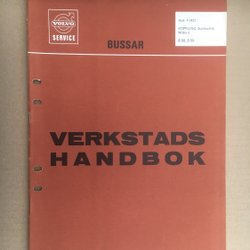 VOLVO
SERVICE
BUSSAR
VERKSTADS
HANDBOK